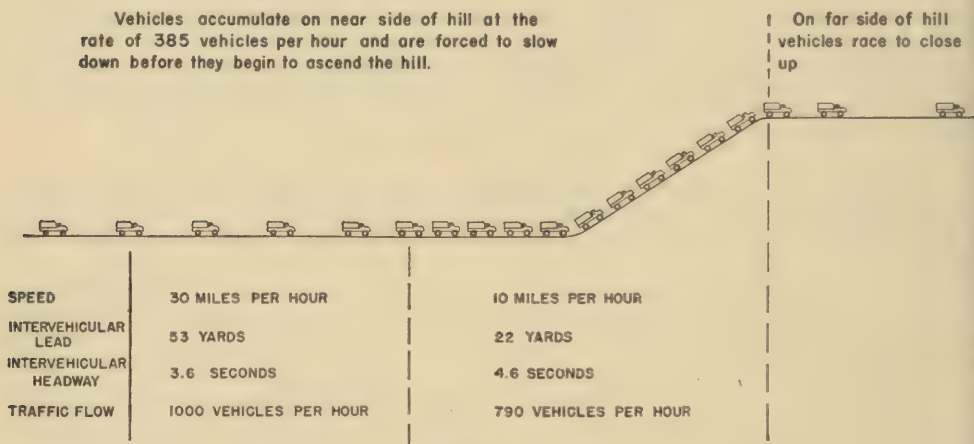 Vehicles accumulate on near side of hill at the
rate of 385 vehicles per hour and are forced to slow
down before they begin to ascend the hill.
On far side of hill
vehicles race to close
up
SPEED 30 MILES PER HOUR 10 MILES PER HOUR
INTERVEHICULAR
LEAD 53 YARDS 22 YARDS
INTERVEHICULAR
HEADWAY 3.6 SECONDS 4.6 SECONDS
TRAFFIC FLOW 1000 VEHICLES PER HOUR 790 VEHICLES PER HOUR